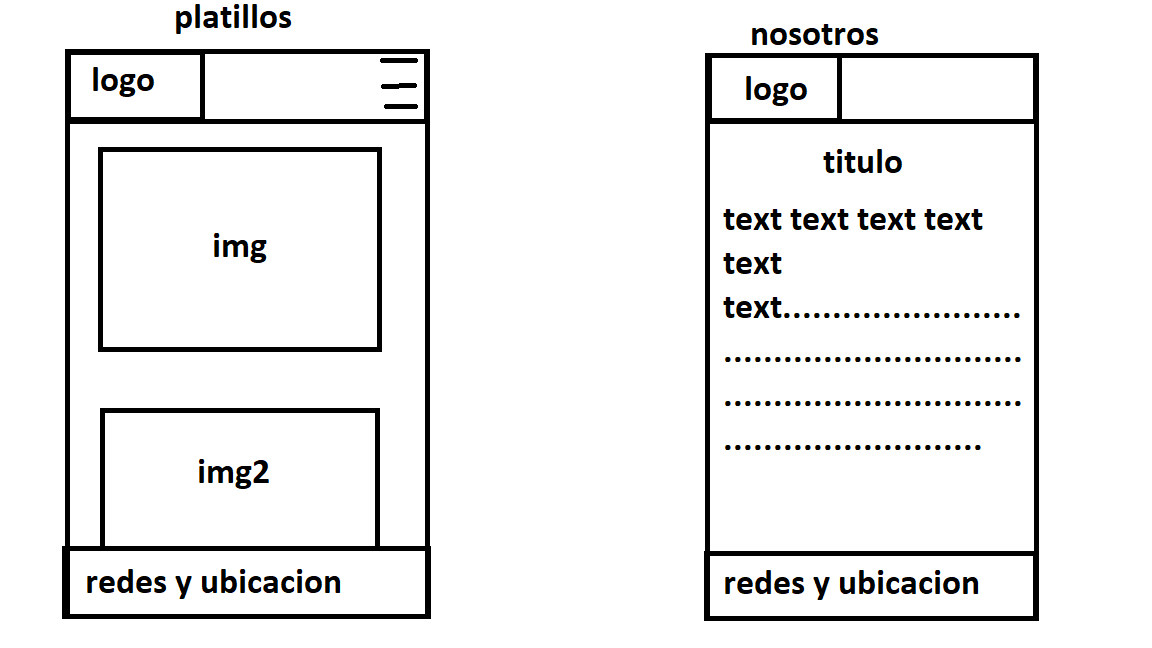 platillos
logo
img
img2
redes y ubicacion
nosotros
logo
titulo
text text text text
text
text........................
..............................
..............................
..........................
redes y ubicacion